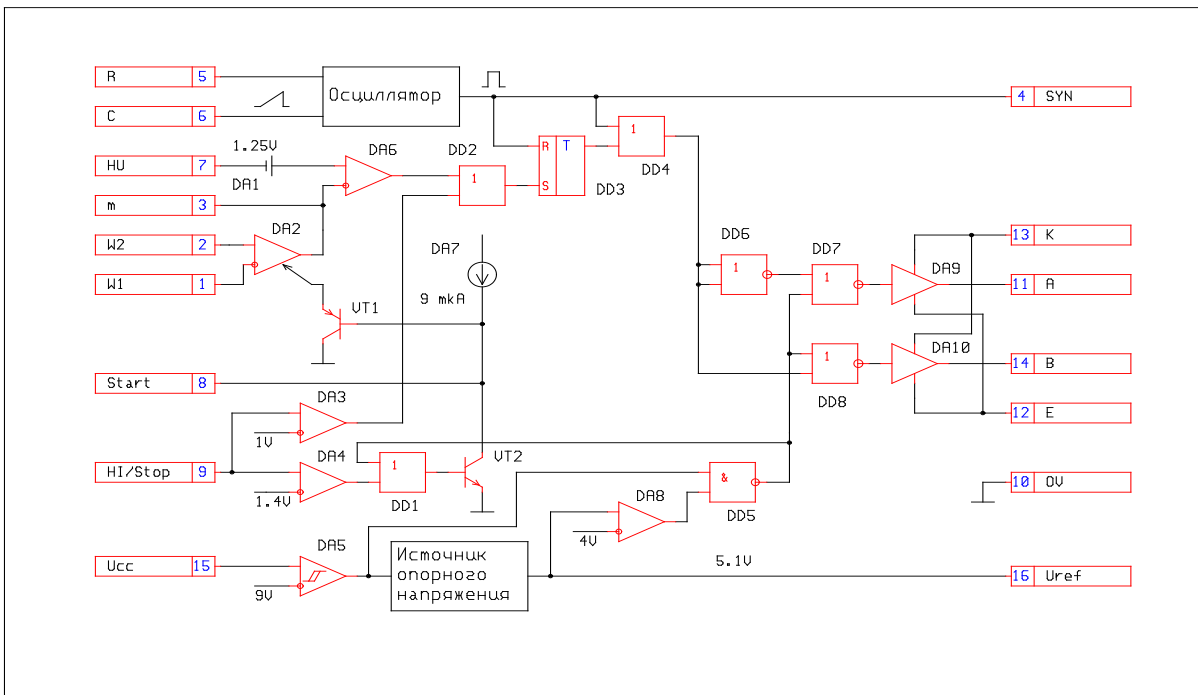 R 5
Осциллятор
4 SYN
C 6
1
1.25V
DA6
DD2
R T
HU 7
DD4
DA1
1
S
DD3
m 3
DA2
W2 2
DA7
DD6
DD7
13 K
W1 1
1
1
DA9
9 mkA
11 A
VT1
DA10
1
14 B
Start 8
DA3
DD8
12 E
1V
VT2
HI/Stop 9
DA4
1
&
10 0V
1.4V
DD1
DA8
DD5
DA5
4V
Ucc 15
Источник
опорного
напряжения
5.1V
16 Uref
9V